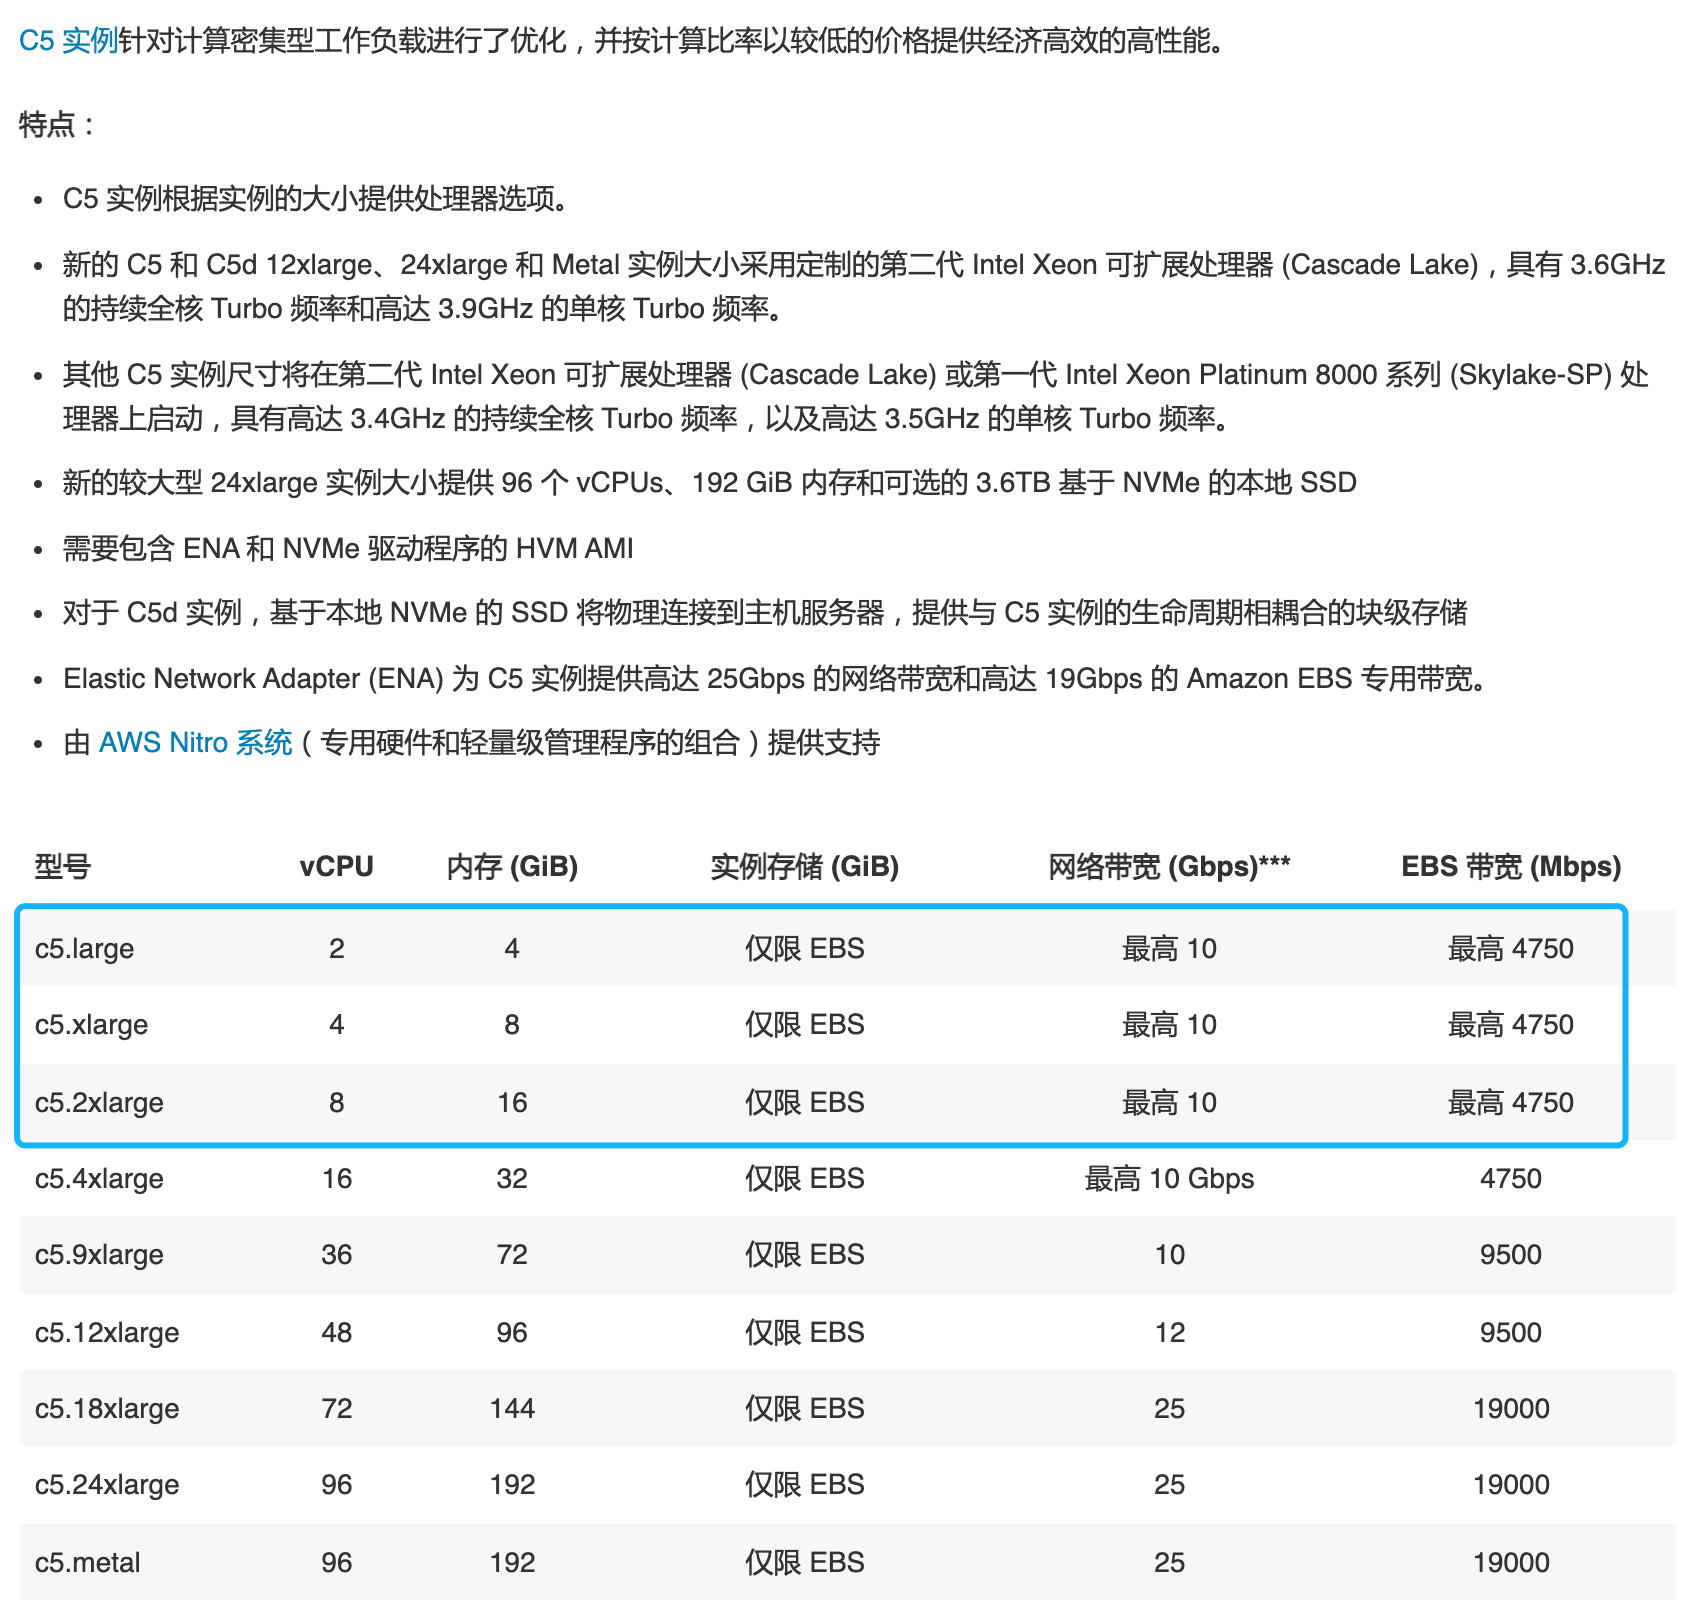 C5 实例针对计算密集型工作负载进行了优化，并按计算比率以较低的价格提供经济高效的高性能。
特点：
• C5 实例根据实例的大小提供处理器选项。
• 新的 C5 和 C5d 12xlarge、24xlarge 和 Metal 实例大小采用定制的第二代 Intel Xeon 可扩展处理器 (Cascade Lake)，具有 3.6GHz
的持续全核 Turbo 频率和高达 3.9GHz 的单核 Turbo 频率。
• 其他 C5 实例尺寸将在第二代 Intel Xeon 可扩展处理器 (Cascade Lake) 或第一代 Intel Xeon Platinum 8000 系列 (Skylake-SP) 处
理器上启动，具有高达 3.4GHz 的持续全核 Turbo 频率，以及高达 3.5GHz 的单核 Turbo 频率。
• 新的较大型 24xlarge 实例大小提供 96 个 vCPUs、192 GiB 内存和可选的 3.6TB 基于 NVMe 的本地 SSD
• 需要包含 ENA 和 NVMe 驱动程序的 HVM AMI
• 对于 C5d 实例，基于本地 NVMe 的 SSD 将物理连接到主机服务器，提供与 C5 实例的生命周期相耦合的块级存储
• Elastic Network Adapter (ENA) 为 C5 实例提供高达 25Gbps 的网络带宽和高达 19Gbps 的 Amazon EBS 专用带宽。
• 由 AWS Nitro 系统（专用硬件和轻量级管理程序的组合）提供支持
型号 vCPU 内存 (GiB) 实例存储 (GiB) 网络带宽 (Gbps)*** EBS 带宽 (Mbps)
c5.large 2 4 仅限 EBS 最高 10 最高 4750
c5.xlarge 4 8 仅限 EBS 最高 10 最高 4750
c5.2xlarge 8 16 仅限 EBS 最高 10 最高 4750
c5.4xlarge 16 32 仅限 EBS 最高 10 Gbps 4750
c5.9xlarge 36 72 仅限 EBS 10 9500
c5.12xlarge 48 96 仅限 EBS 12 9500
c5.18xlarge 72 144 仅限 EBS 25 19000
c5.24xlarge 96 192 仅限 EBS 25 19000
c5.metal 96 192 仅限 EBS 25 19000